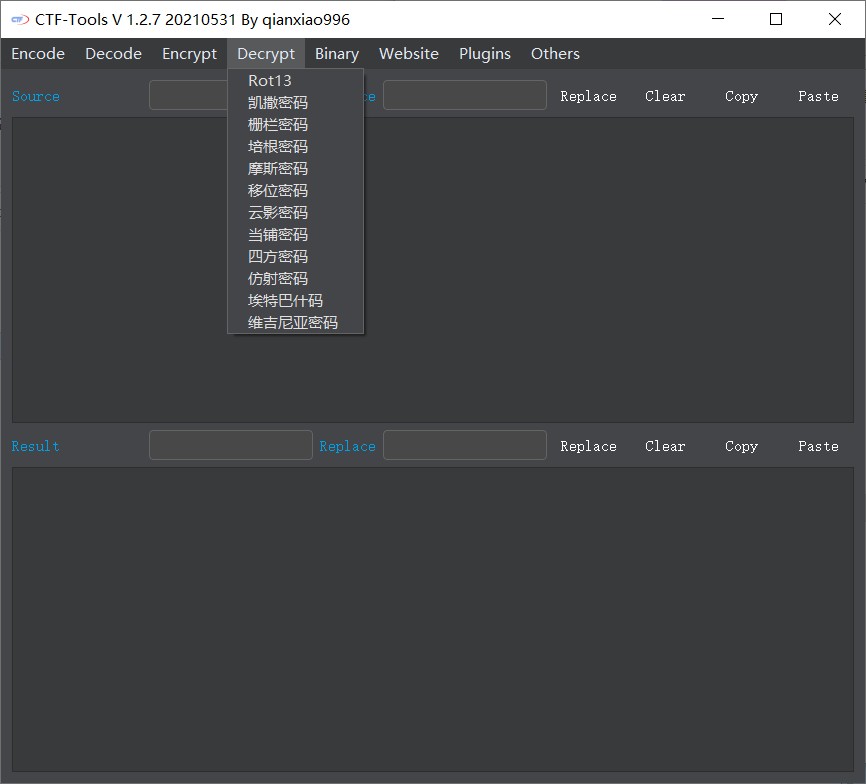 CTF CTF-Tools V 1.2.7 20210531 By qianxiao996
Encode Decode Encrypt Decrypt Binary Website Plugins Others
Source Replace Clear Copy Paste
Rot13
凯撒密码
栅栏密码
培根密码
摩斯密码
移位密码
云影密码
当铺密码
四方密码
仿射密码
埃特巴什码
维吉尼亚密码
Result Replace Replace Clear Copy Paste